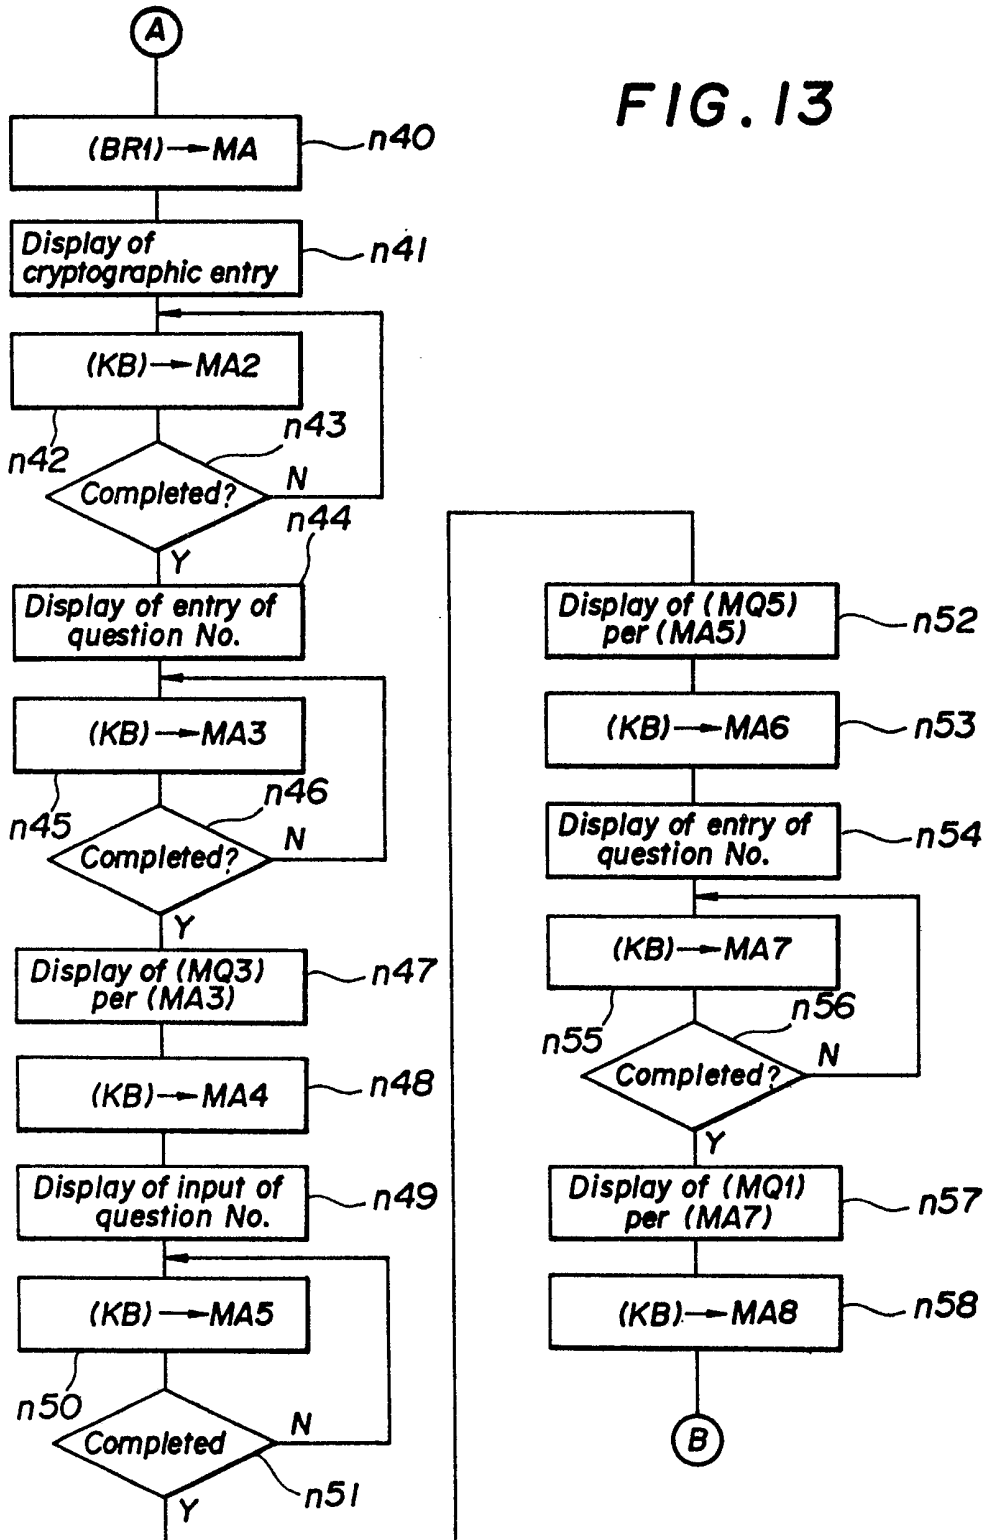 A
FIG. 13
(BR1)→MA
n40
Display of
cryptographic entry
n41
(KB)→MA2
n42
n43
Completed?
N
Y
n44
Display of entry of
question No.
(KB)→MA3
n45
n46
Completed?
N
Y
Display of (MQ3)
per (MA3)
n47
(KB)→MA4
n48
Display of input of
question No.
n49
(KB)→MA5
n50
Completed
N
n51
Y
Display of (MQ5)
per (MA5)
n52
(KB)→MA6
n53
Display of entry of
question No.
n54
(KB)→MA7
n55
n56
Completed?
N
Y
Display of (MQ1)
per (MA7)
n57
(KB)→MA8
n58
B